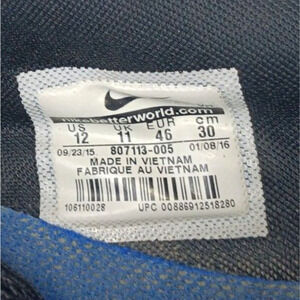 nikebetterworld.com
US UK EUR cm
12 11 46 30
09/23/15 807113-005 01/08/16
MADE IN VIETNAM
FABRIQUE AU VIETNAM
106110028 UPC 00886912518280